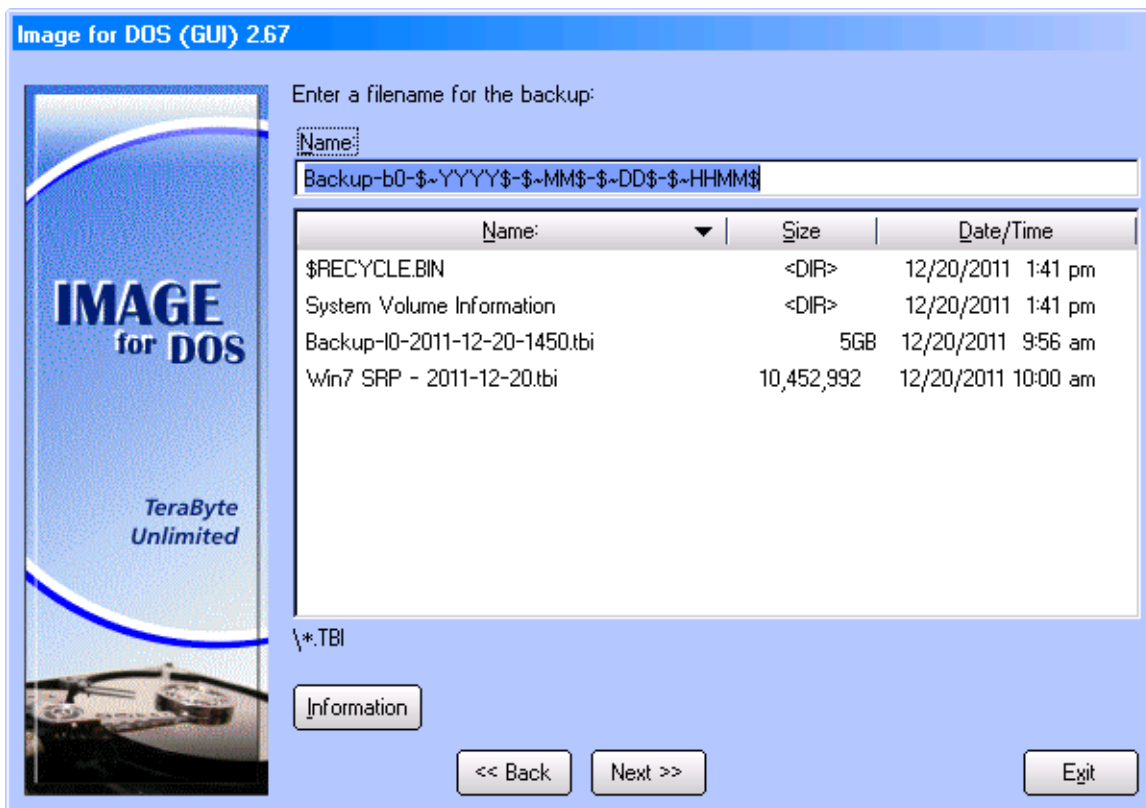 Image for DOS (GUI) 2.67
Enter a filename for the backup:
Name:
Backup-b0-$~YYYY$-$~MM$-$~DD$-$~HHMM$
Name: Size Date/Time
$RECYCLE.BIN <DIR> 12/20/2011 1:41 pm
System Volume Information <DIR> 12/20/2011 1:41 pm
Backup-l0-2011-12-20-1450.tbi 5GB 12/20/2011 9:56 am
Win7 SRP - 2011-12-20.tbi 10,452,992 12/20/2011 10:00 am
IMAGE
for DOS
TeraByte
Unlimited
\*.TBI
Information
<< Back Next >> Exit